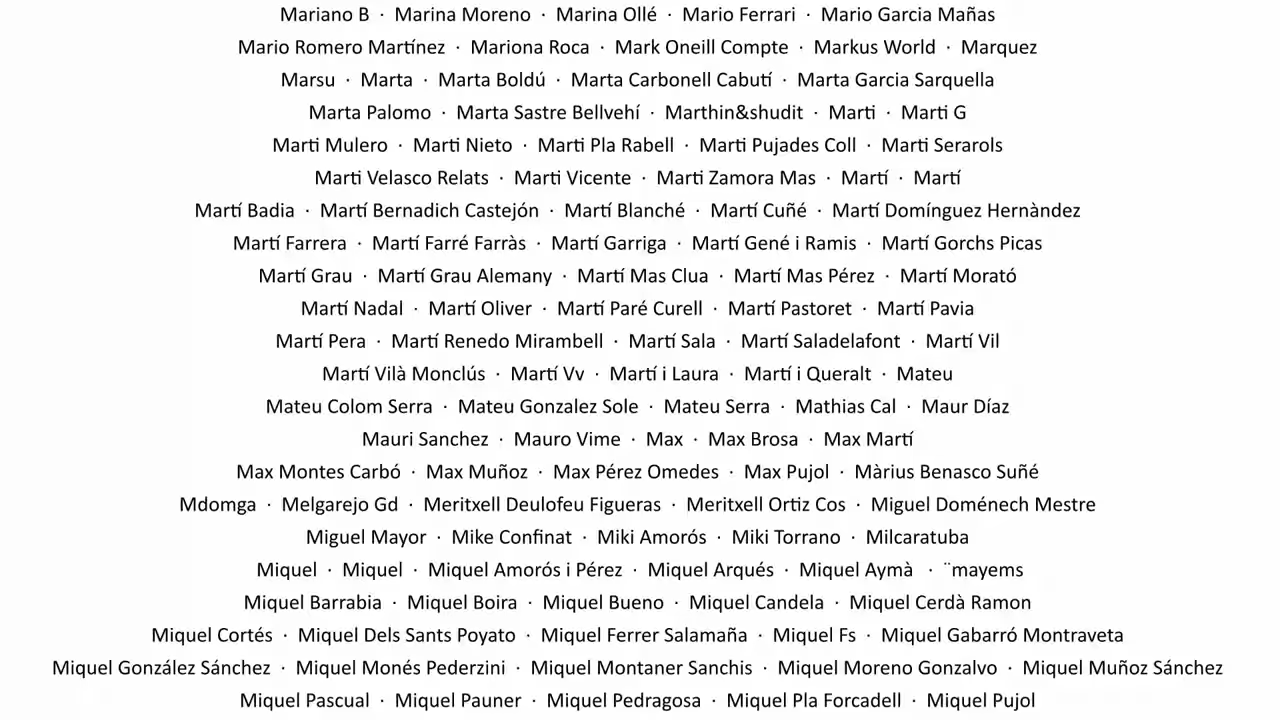 Mariano B · Marina Moreno · Marina Ollé · Mario Ferrari · Mario Garcia Mañas
Mario Romero Martínez · Mariona Roca · Mark Oneill Compte · Markus World · Marquez
Marsu · Marta · Marta Boldú · Marta Carbonell Cabutí · Marta Garcia Sarquella
Marta Palomo · Marta Sastre Bellvehí · Marthin&shudit · Marti · Marti G
Marti Mulero · Marti Nieto · Marti Pla Rabell · Marti Pujades Coll · Marti Serarols
Marti Velasco Relats · Marti Vicente · Marti Zamora Mas · Martí · Martí
Martí Badia · Martí Bernadich Castejón · Martí Blanché · Martí Cuñé · Martí Domínguez Hernàndez
Martí Farrera · Martí Farré Farràs · Martí Garriga · Martí Gené i Ramis · Martí Gorchs Picas
Martí Grau · Martí Grau Alemany · Martí Mas Clua · Martí Mas Pérez · Martí Morató
Martí Nadal · Martí Oliver · Martí Paré Curell · Martí Pastoret · Martí Pavia
Martí Pera · Martí Renedo Mirambell · Martí Sala · Martí Saladelafont · Martí Vil
Martí Vilà Monclús · Martí Vv · Martí i Laura · Martí i Queralt · Mateu
Mateu Colom Serra · Mateu Gonzalez Sole · Mateu Serra · Mathias Cal · Maur Díaz
Mauri Sanchez · Mauro Vime · Max · Max Brosa · Max Martí
Max Montes Carbó · Max Muñoz · Max Pérez Omedes · Max Pujol · Màrius Benasco Suñé
Mdomga · Melgarejo Gd · Meritxell Deulofeu Figueras · Meritxell Ortiz Cos · Miguel Doménech Mestre
Miguel Mayor · Mike Confinat · Miki Amorós · Miki Torrano · Milcaratuba
Miquel · Miquel · Miquel Amorós i Pérez · Miquel Arqués · Miquel Aymà · ¨mayems
Miquel Barrabia · Miquel Boira · Miquel Bueno · Miquel Candela · Miquel Cerdà Ramon
Miquel Cortés · Miquel Dels Sants Poyato · Miquel Ferrer Salamaña · Miquel Fs · Miquel Gabarró Montraveta
Miquel González Sánchez · Miquel Monés Pederzini · Miquel Montaner Sanchis · Miquel Moreno Gonzalvo · Miquel Muñoz Sánchez
Miquel Pascual · Miquel Pauner · Miquel Pedragosa · Miquel Pla Forcadell · Miquel Pujol